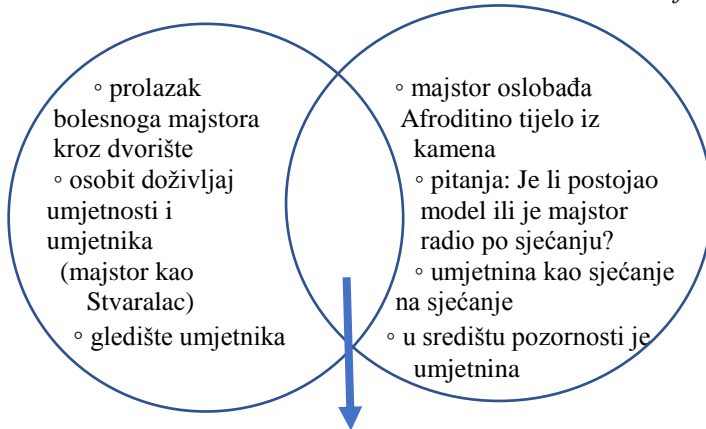 ◦ prolazak
bolesnoga majstora
kroz dvorište
◦ osobit doživljaj
umjetnosti i
umjetnika
(majstor kao
Stvaralac)
◦ gledište umjetnika
◦ majstor oslobađa
Afroditino tijelo iz
kamena
◦ pitanja: Je li postojao
model ili je majstor
radio po sjećanju?
◦ umjetnina kao sjećanje
na sjećanje
◦ u središtu pozornosti je
umjetnina